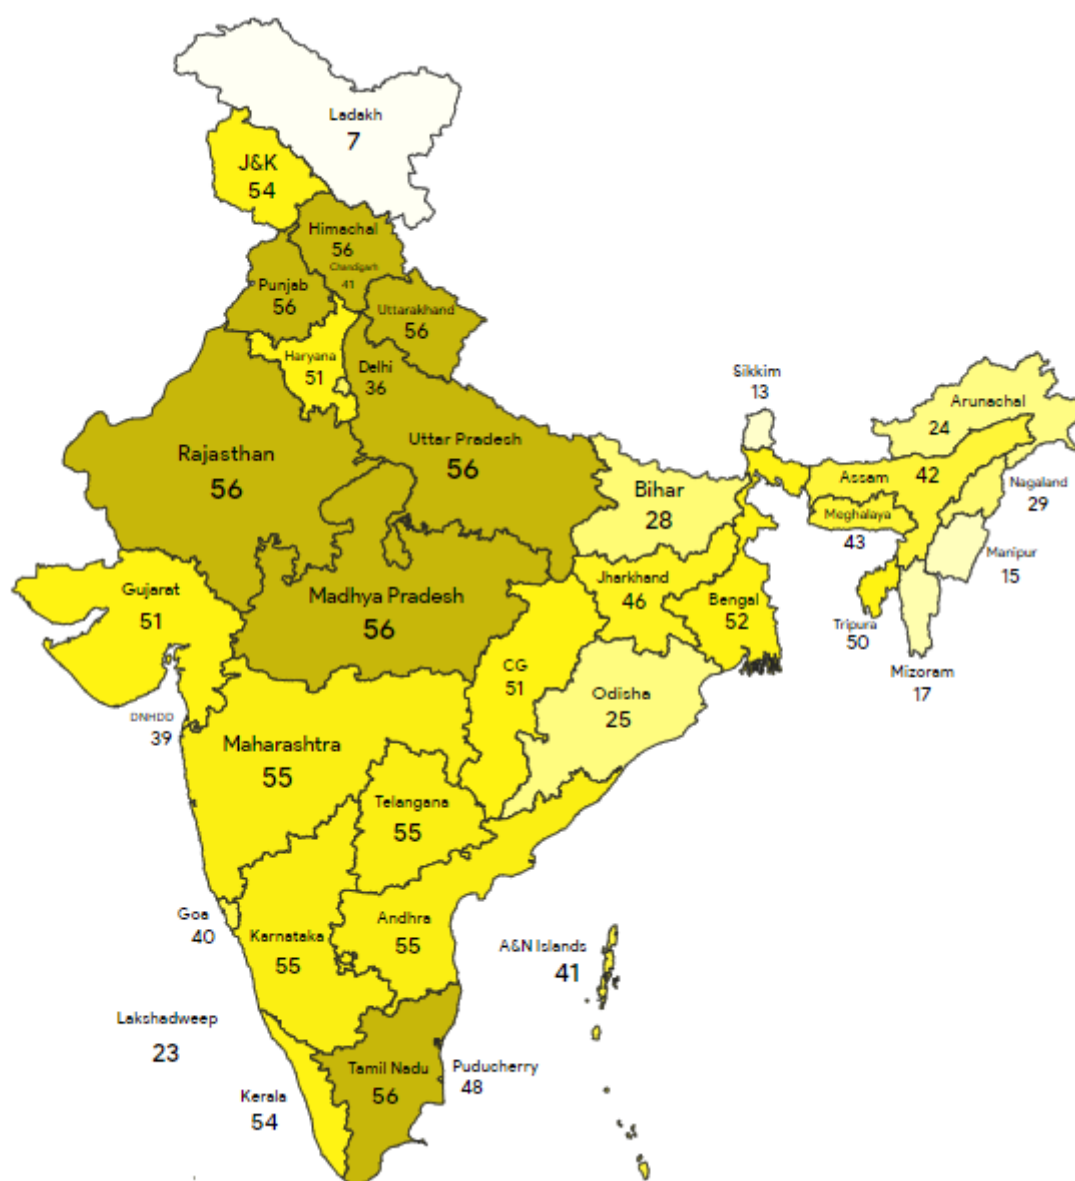 Ladakh
7
J&K
54
Himachal
56
Chandigarh
41
Punjab
56
Uttarakhand
56
Haryana
51
Delhi
36
Sikkim
13
Arunachal
24
Rajasthan
56
Uttar Pradesh
56
Bihar
28
Assam
42
Nagaland
29
Meghalaya
43
Manipur
15
Gujarat
51
Madhya Pradesh
56
Jharkhand
46
Bengal
52
Tripura
50
Mizoram
17
CG
51
Odisha
25
DNHDD
39
Maharashtra
55
Telangana
55
Goa
40
Karnataka
55
Andhra
55
A&N Islands
41
Lakshadweep
23
Kerala
54
Tamil Nadu
56
Puducherry
48